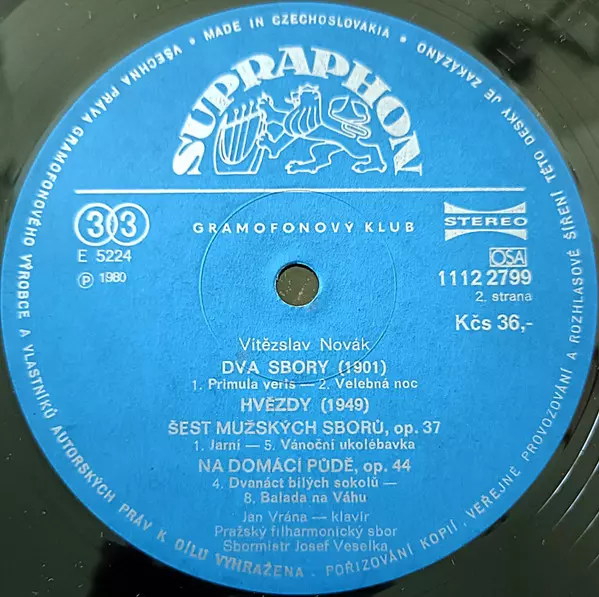 MADE IN CZECHOSLOVAKIA • VŠECHNA PRÁVA GRAMOFONOVÉHO VÝROBCE A VLASTNÍKŮ AUTORSKÝCH PRÁV K DÍLU VYHRAŽENA. POŘIZOVÁNÍ KOPIÍ, VEŘEJNÉ PROVOZOVÁNÍ A ROZHLASOVÉ ŠÍŘENÍ TÉTO DESKY JE ZAKÁZÁNO •
SUPRAPHON
33
GRAMOFONOVÝ KLUB
STEREO
E 5224
Ⓟ 1980
OSA
1112 2799
2. strana
Kčs 36,-
Vítězslav Novák
DVA SBORY (1901)
1. Primula veris — 2. Velebná noc
HVĚZDY (1949)
ŠEST MUŽSKÝCH SBORŮ, op. 37
1. Jarní — 5. Vánoční ukolébavka
NA DOMÁCÍ PŮDĚ, op. 44
4. Dvanáct bílých sokolů —
8. Balada na Váhu
Jan Vrána — klavír
Pražský filharmonický sbor
Sbormistr Josef Veselka